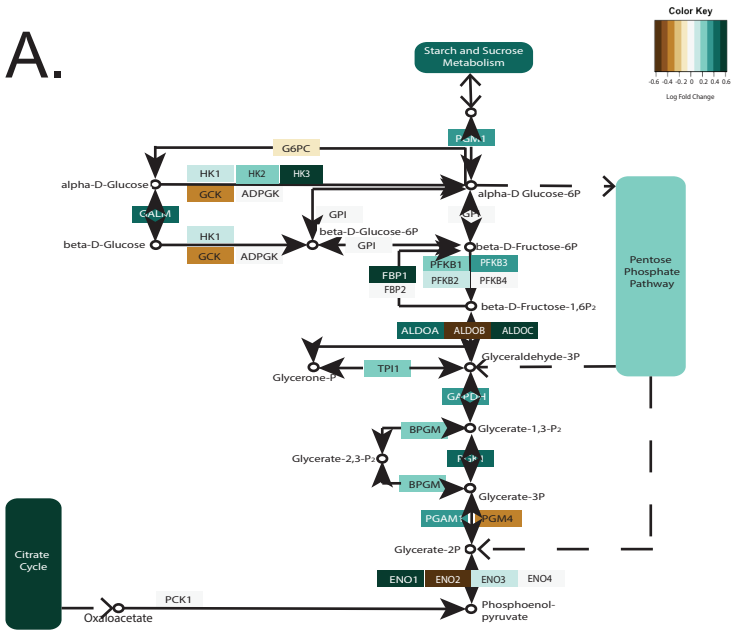 A.
Color Key
-0.6 -0.4 -0.2 0 0.2 0.4 0.6
Log Fold Change
Starch and Sucrose
Metabolism
PGM1
G6PC
HK1 HK2 HK3
alpha-D-Glucose
GCK ADPGK
alpha-D Glucose-6P
GALM
GPI
GPI
beta-D-Glucose-6P
HK1
beta-D-Glucose
GPI
beta-D-Fructose-6P
GCK ADPGK
Pentose
Phosphate
Pathway
PFKB1 PFKB3
FBP1
PFKB2 PFKB4
FBP2
beta-D-Fructose-1,6P2
ALDOA ALDOB ALDOC
Glyceraldehyde-3P
TPI1
Glycerone-P
GAPDH
BPGM
Glycerate-1,3-P2
Glycerate-2,3-P2
PGK1
BPGM
Glycerate-3P
PGAM1 PGM4
Glycerate-2P
Citrate
Cycle
ENO1 ENO2 ENO3 ENO4
PCK1
Oxaloacetate
Phosphoenol-
pyruvate